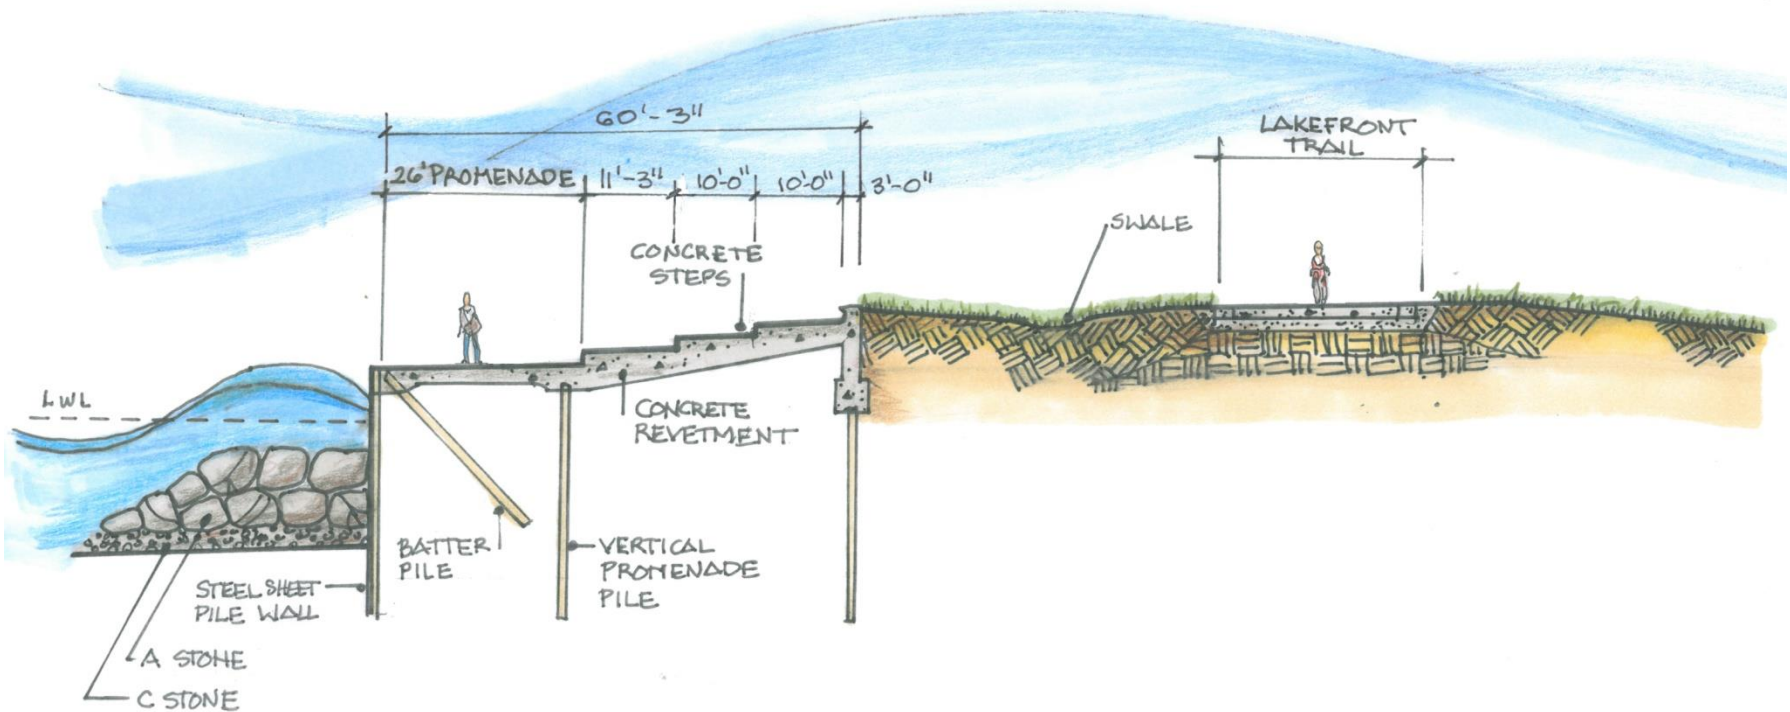 60'-3"
26' PROMENADE
11'-3"
10'-0"
10'-0"
3'-0"
LAKEFRONT
TRAIL
SWALE
CONCRETE
STEPS
LWL
CONCRETE
REVETMENT
BATTER
PILE
VERTICAL
PROMENADE
PILE
STEEL SHEET
PILE WALL
A STONE
C STONE